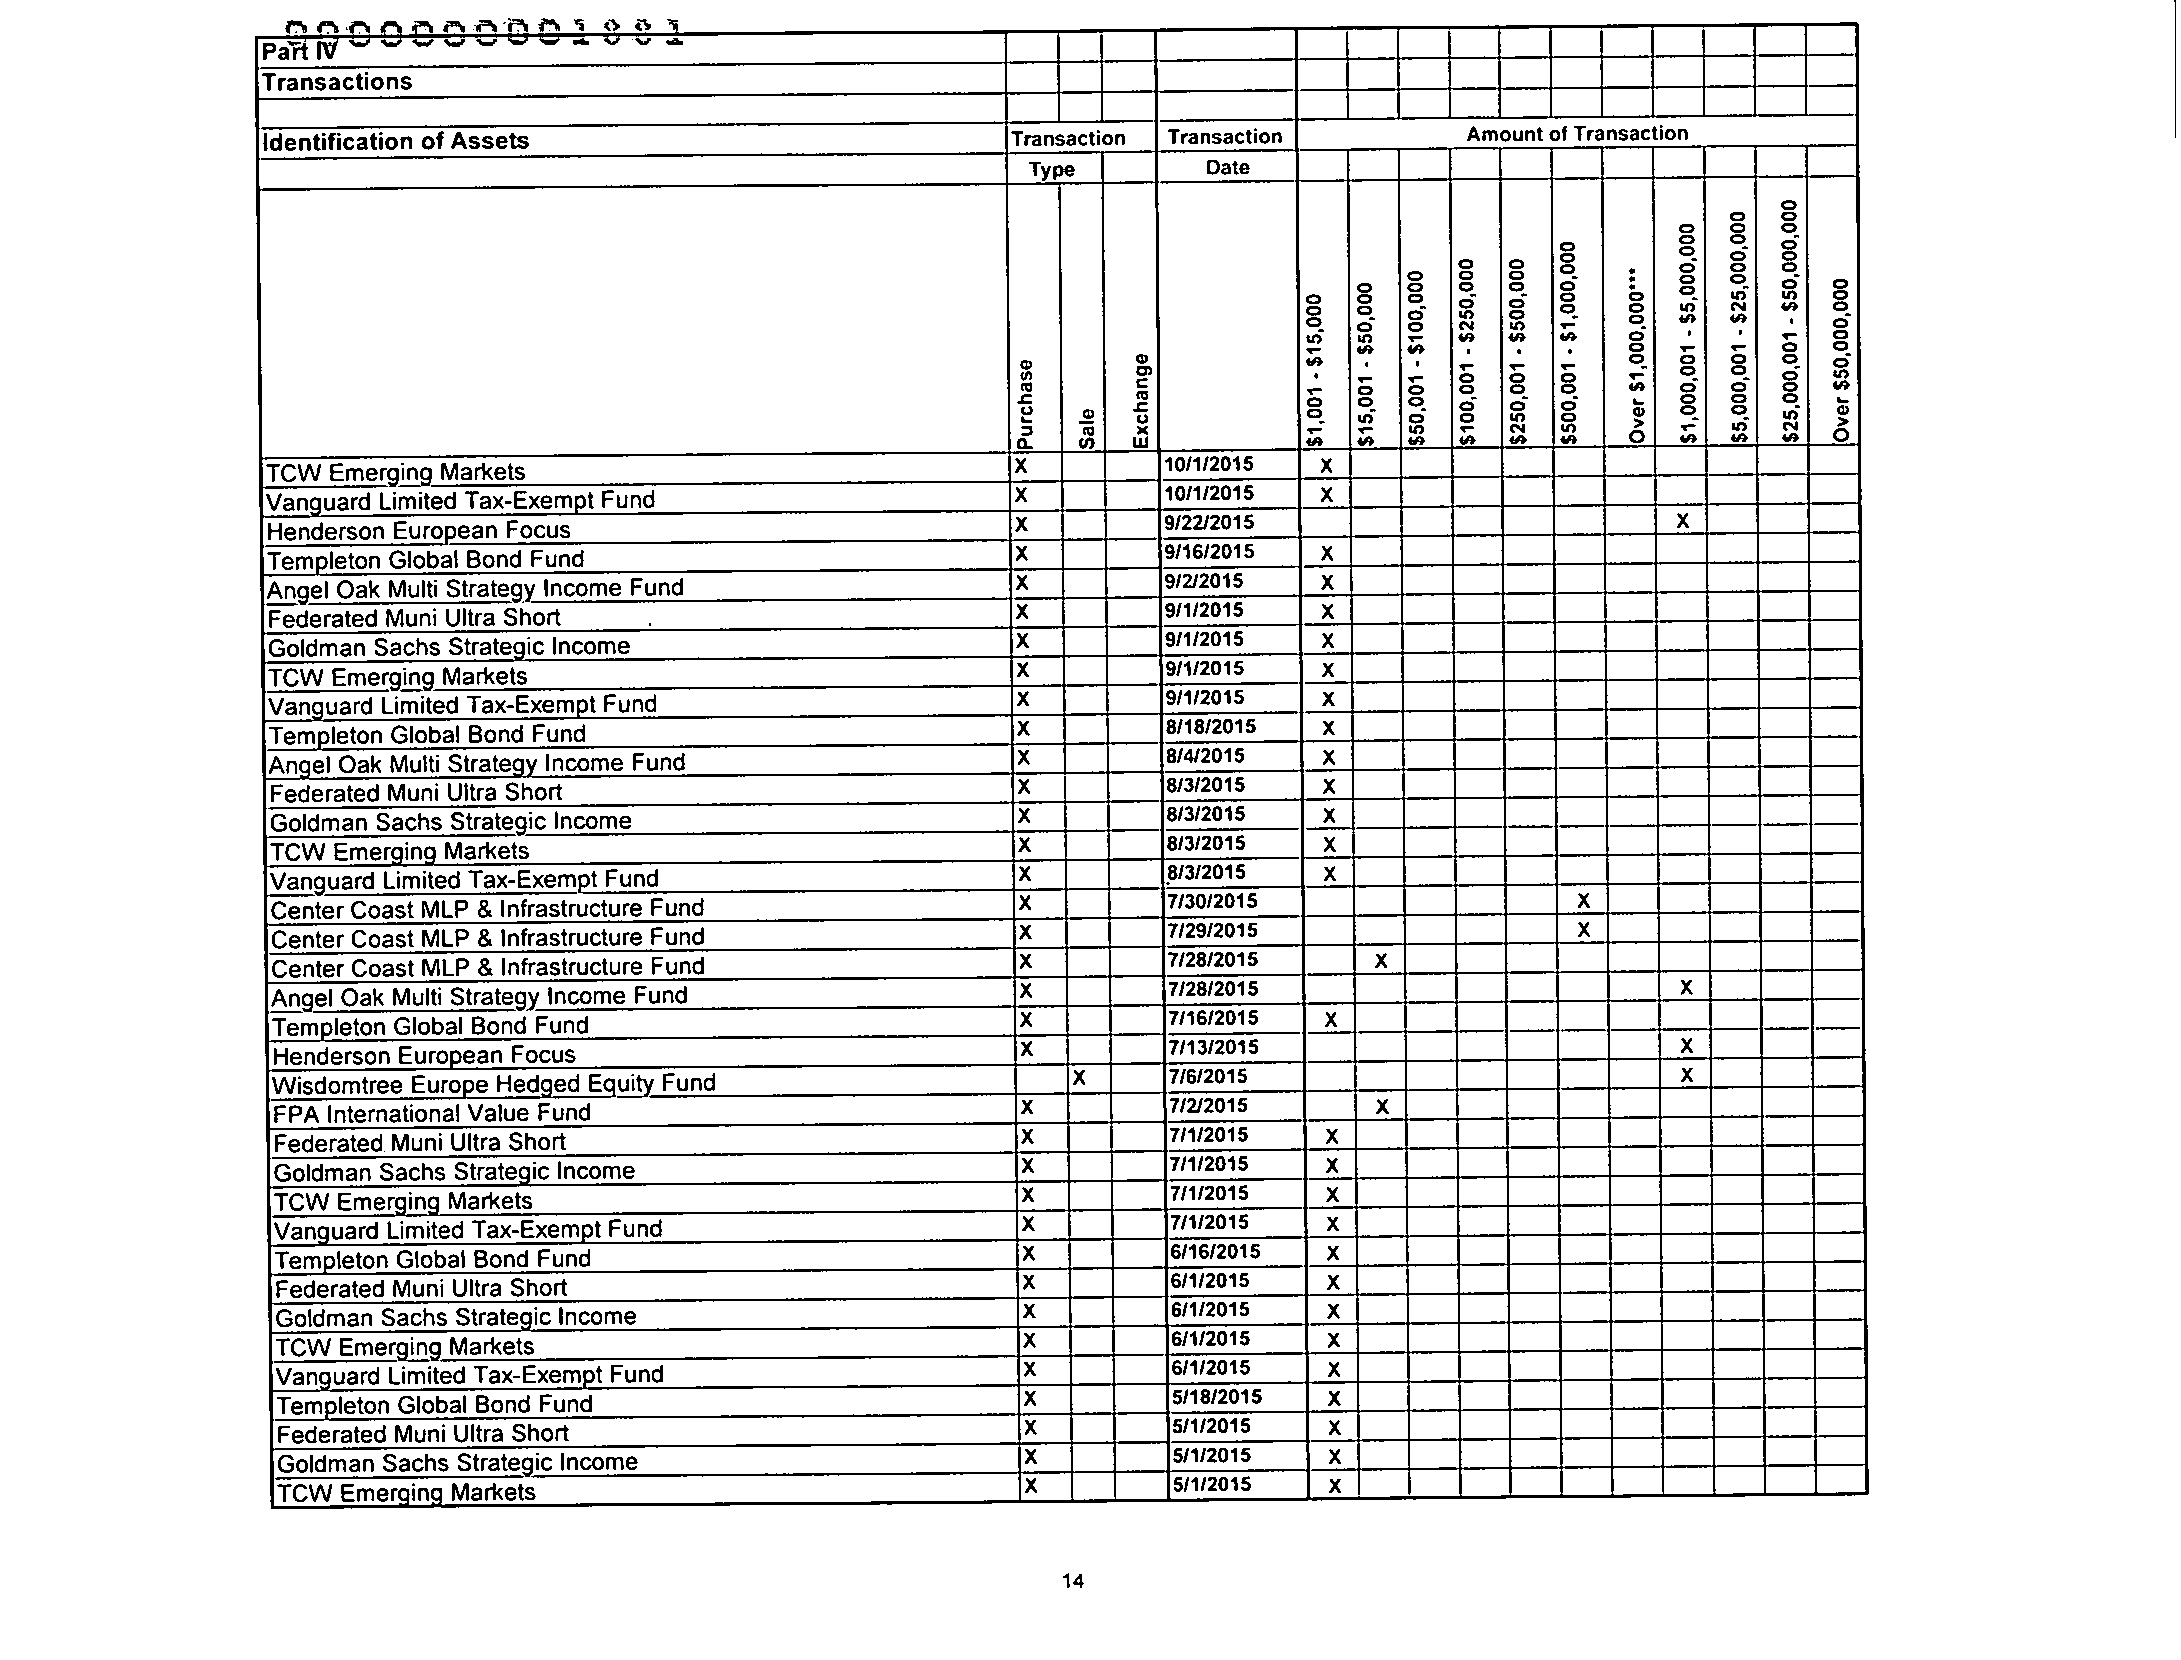 000000001881
Part IV
Transactions
Identification of Assets Transaction Transaction Amount of Transaction
Type Date
Purchase Sale Exchange $1,001 - $15,000 $15,001 - $50,000 $50,001 - $100,000 $100,001 - $250,000 $250,001 - $500,000 $500,001 - $1,000,000 Over $1,000,000*** $1,000,001 - $5,000,000 $5,000,001 - $25,000,000 $25,000,001 - $50,000,000 Over $50,000,000
TCW Emerging Markets X 10/1/2015 X
Vanguard Limited Tax-Exempt Fund X 10/1/2015 X
Henderson European Focus X 9/22/2015 X
Templeton Global Bond Fund X 9/16/2015 X
Angel Oak Multi Strategy Income Fund X 9/2/2015 X
Federated Muni Ultra Short X 9/1/2015 X
Goldman Sachs Strategic Income X 9/1/2015 X
TCW Emerging Markets X 9/1/2015 X
Vanguard Limited Tax-Exempt Fund X 9/1/2015 X
Templeton Global Bond Fund X 8/18/2015 X
Angel Oak Multi Strategy Income Fund X 8/4/2015 X
Federated Muni Ultra Short X 8/3/2015 X
Goldman Sachs Strategic Income X 8/3/2015 X
TCW Emerging Markets X 8/3/2015 X
Vanguard Limited Tax-Exempt Fund X 8/3/2015 X
Center Coast MLP & Infrastructure Fund X 7/30/2015 X
Center Coast MLP & Infrastructure Fund X 7/29/2015 X
Center Coast MLP & Infrastructure Fund X 7/28/2015 X
Angel Oak Multi Strategy Income Fund X 7/28/2015 X
Templeton Global Bond Fund X 7/16/2015 X
Henderson European Focus X 7/13/2015 X
Wisdomtree Europe Hedged Equity Fund X 7/6/2015 X
FPA International Value Fund X 7/2/2015 X
Federated Muni Ultra Short X 7/1/2015 X
Goldman Sachs Strategic Income X 7/1/2015 X
TCW Emerging Markets X 7/1/2015 X
Vanguard Limited Tax-Exempt Fund X 7/1/2015 X
Templeton Global Bond Fund X 6/16/2015 X
Federated Muni Ultra Short X 6/1/2015 X
Goldman Sachs Strategic Income X 6/1/2015 X
TCW Emerging Markets X 6/1/2015 X
Vanguard Limited Tax-Exempt Fund X 6/1/2015 X
Templeton Global Bond Fund X 5/18/2015 X
Federated Muni Ultra Short X 5/1/2015 X
Goldman Sachs Strategic Income X 5/1/2015 X
TCW Emerging Markets X 5/1/2015 X
14